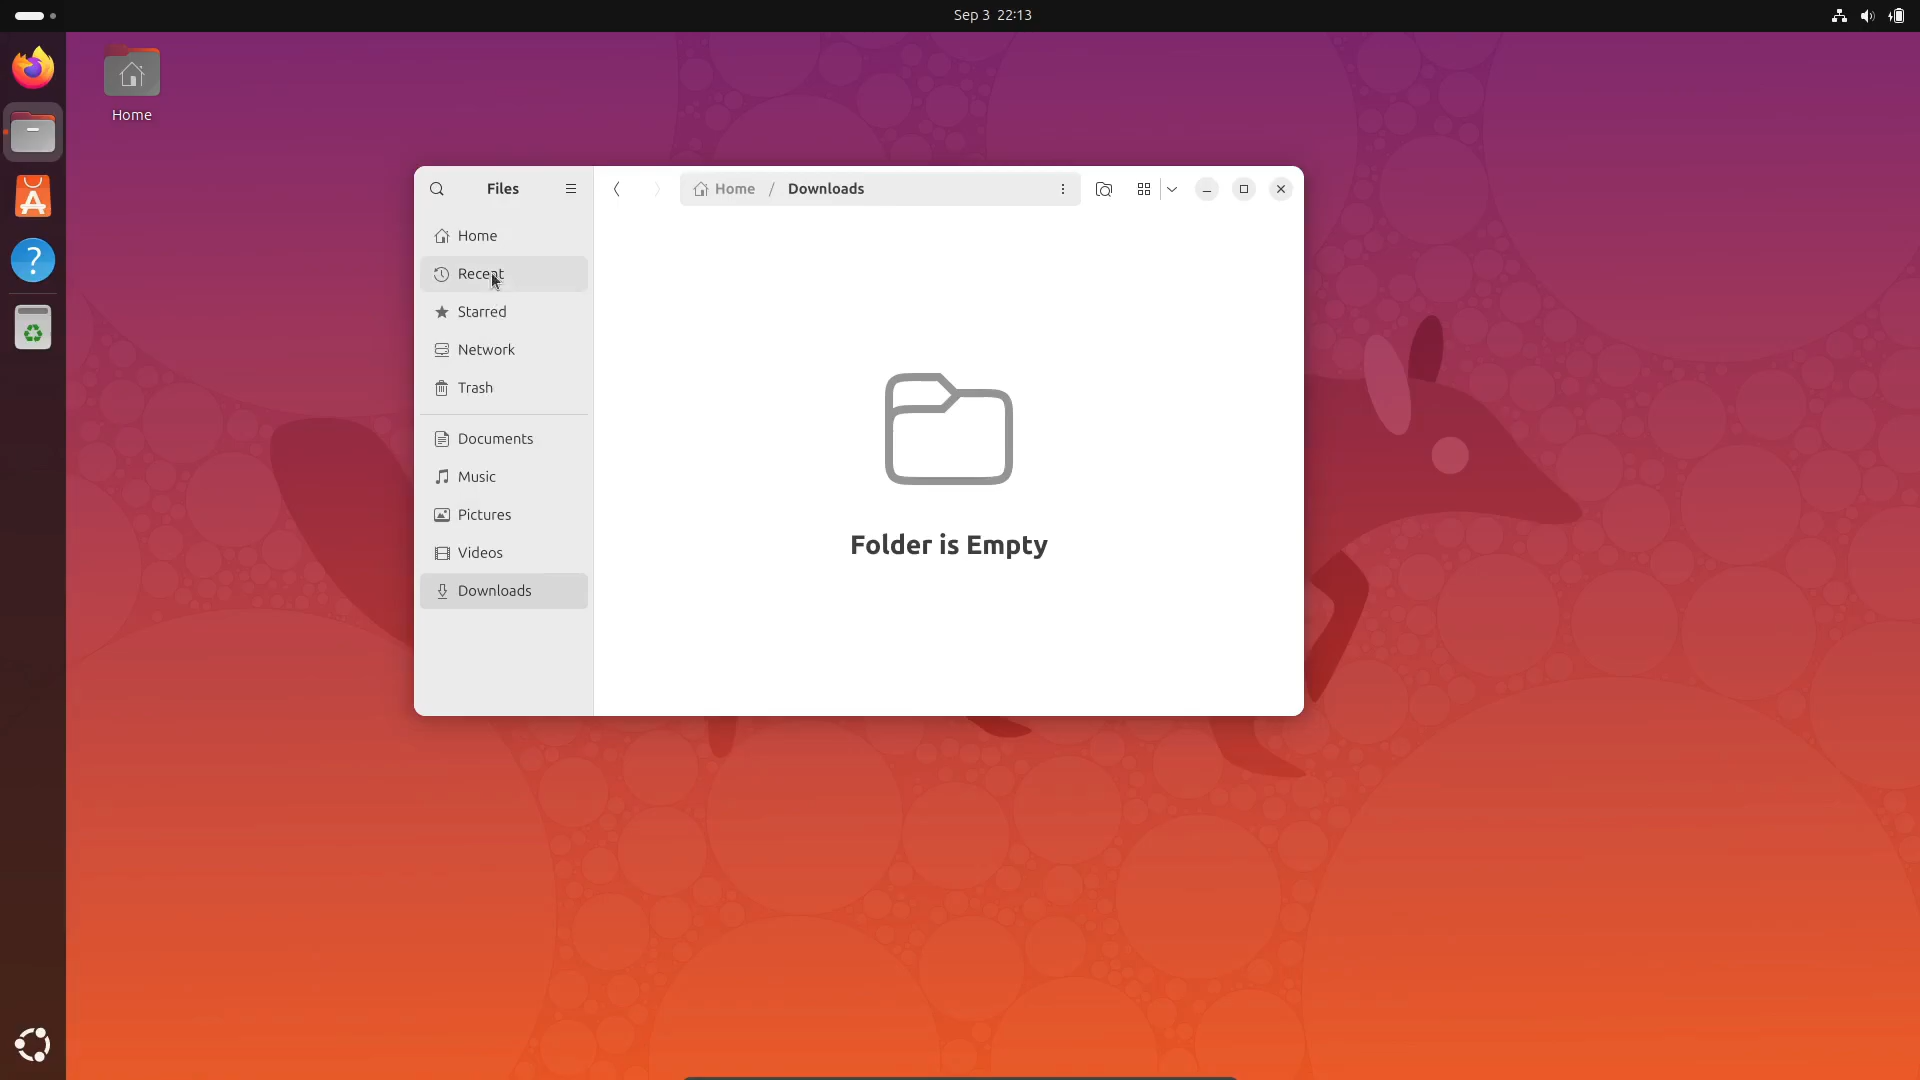 Sep 3 22:13
Home
Files
Home / Downloads
Home
Recent
Starred
Network
Trash
Documents
Music
Pictures
Videos
Downloads
Folder is Empty